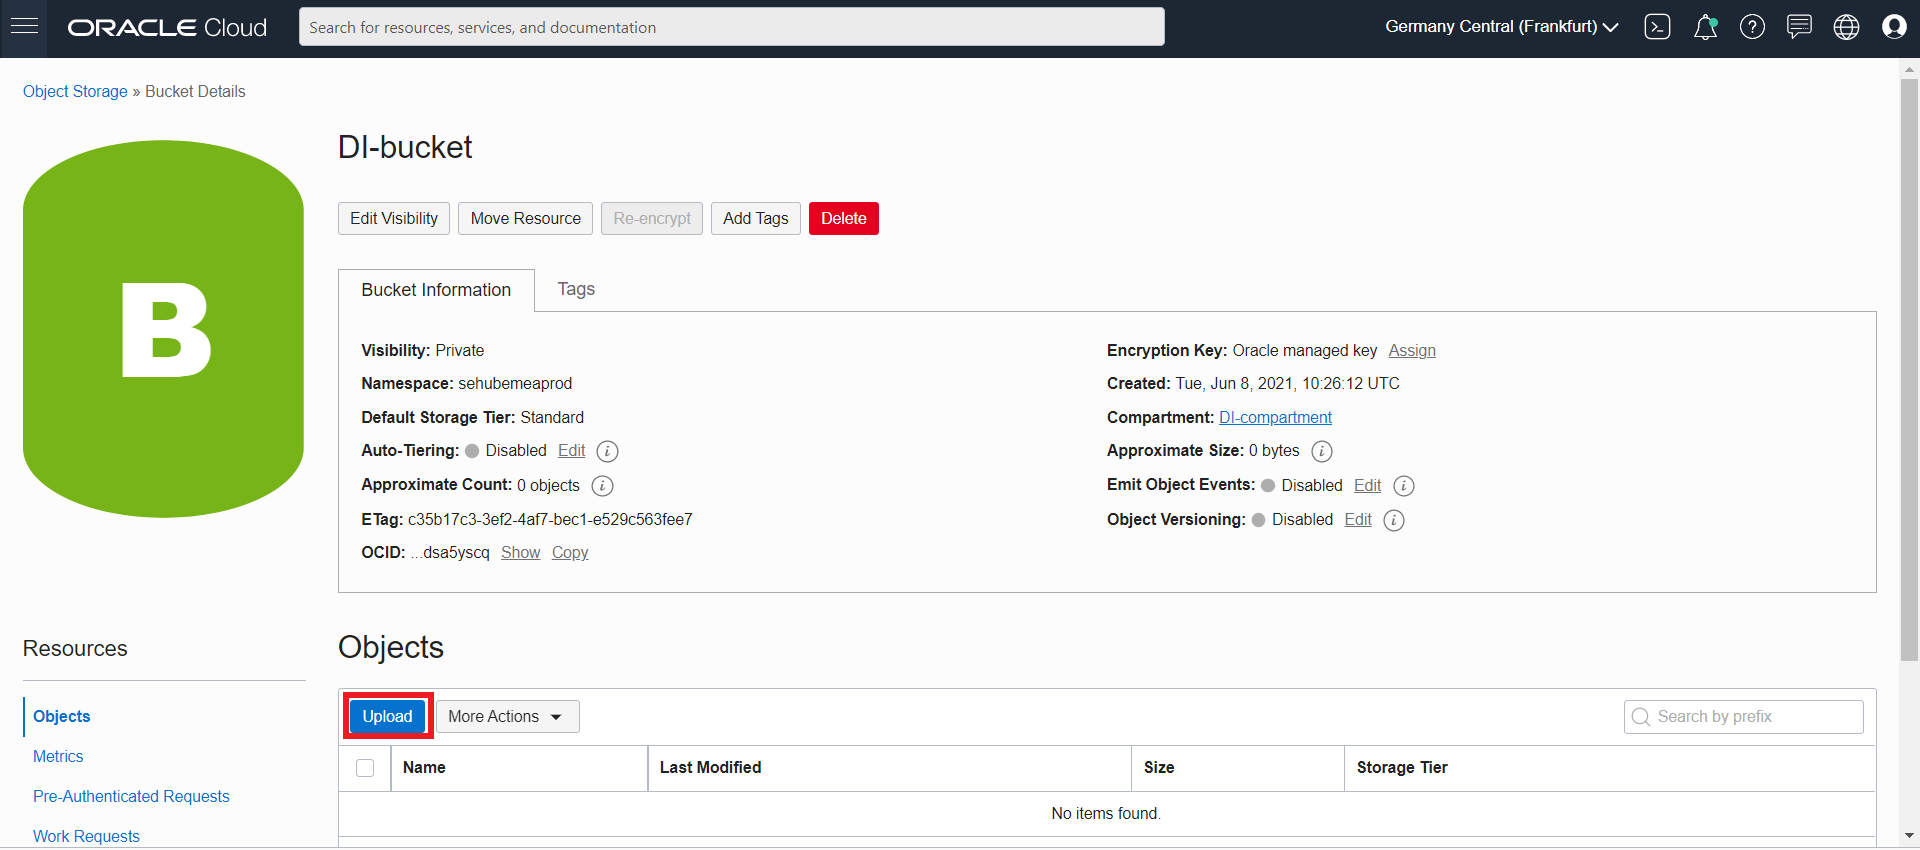 ORACLE Cloud
Search for resources, services, and documentation
Germany Central (Frankfurt)
Object Storage » Bucket Details
B
DI-bucket
Edit Visibility Move Resource Re-encrypt Add Tags Delete
Bucket Information Tags
Visibility: Private
Namespace: sehubemeaprod
Default Storage Tier: Standard
Auto-Tiering: Disabled Edit i
Approximate Count: 0 objects i
ETag: c35b17c3-3ef2-4af7-bec1-e529c563fee7
OCID: ...dsa5yscq Show Copy
Encryption Key: Oracle managed key Assign
Created: Tue, Jun 8, 2021, 10:26:12 UTC
Compartment: DI-compartment
Approximate Size: 0 bytes i
Emit Object Events: Disabled Edit i
Object Versioning: Disabled Edit i
Resources
Objects
Metrics
Pre-Authenticated Requests
Work Requests
Objects
Upload More Actions Search by prefix
Name Last Modified Size Storage Tier
No items found.